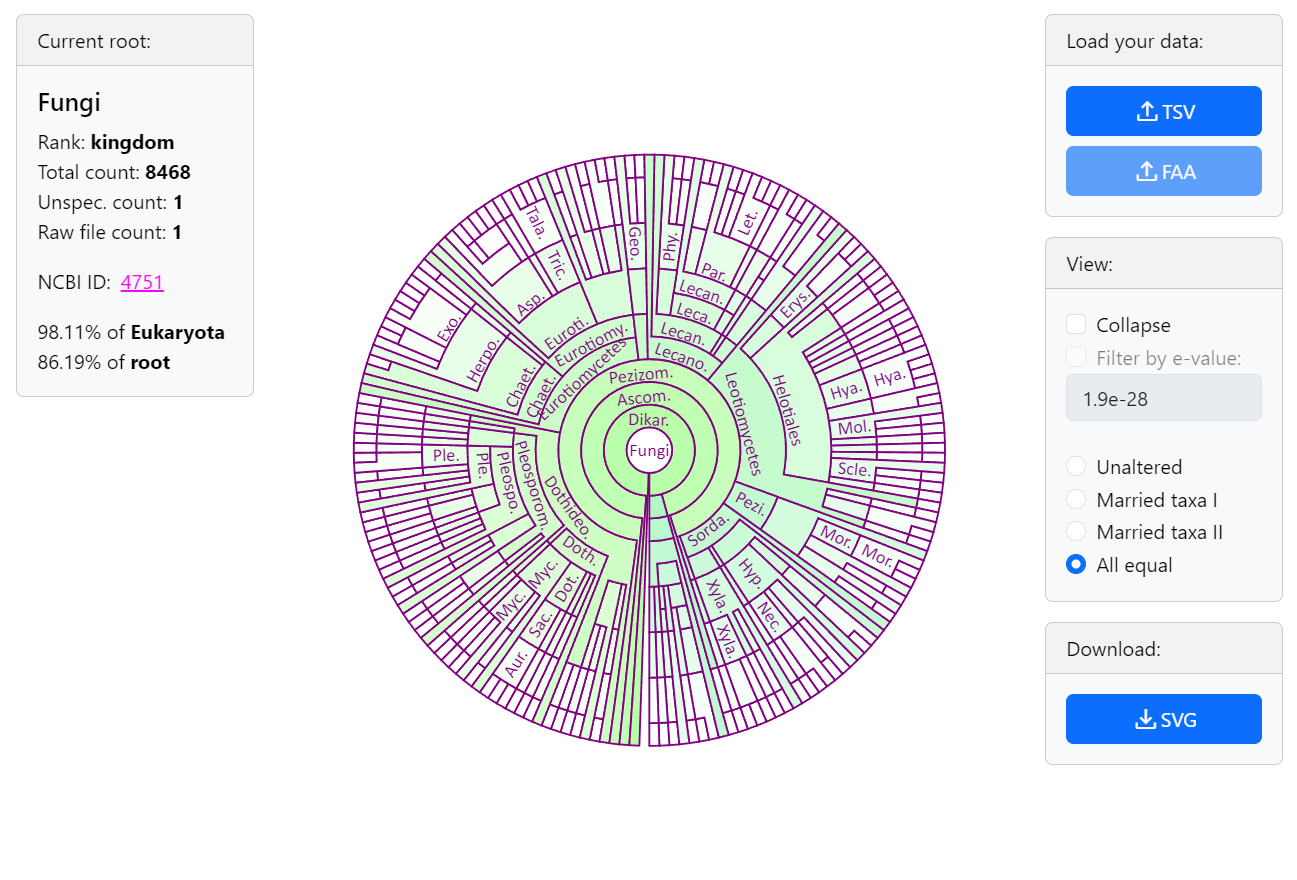 Current root:
Fungi
Rank: kingdom
Total count: 8468
Unspec. count: 1
Raw file count: 1
NCBI ID: 4751
98.11% of Eukaryota
86.19% of root
Tala.
Tric.
Asp.
Euroti.
Eurotiomy.
Eurotiomycetes
Exo.
Herpo.
Chaet.
Chaet.
Geo.
Phy.
Let.
Par.
Lecan.
Leca.
Lecan.
Lecano.
Erys.
Pezizom.
Ascom.
Dikar.
Fungi
Leotiomycetes
Helotiales
Hya.
Hya.
Mol.
Scle.
Pezi.
Mor.
Mor.
Sorda.
Hyp.
Nec.
Xyla.
Xyla.
Ple.
Ple.
Pleospo.
Pleosporom.
Dothideo.
Doth.
Myc.
Myc.
Dot.
Sac.
Aur.
Load your data:
TSV
FAA
View:
Collapse
Filter by e-value:
1.9e-28
Unaltered
Married taxa I
Married taxa II
All equal
Download:
SVG